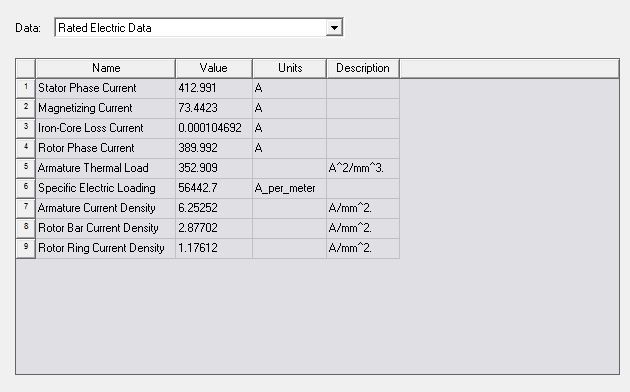 Data: Rated Electric Data
Name Value Units Description
1 Stator Phase Current 412.991 A
2 Magnetizing Current 73.4423 A
3 Iron-Core Loss Current 0.000104692 A
4 Rotor Phase Current 389.992 A
5 Armature Thermal Load 352.909 A^2/mm^3.
6 Specific Electric Loading 56442.7 A_per_meter
7 Armature Current Density 6.25252 A/mm^2.
8 Rotor Bar Current Density 2.87702 A/mm^2.
9 Rotor Ring Current Density 1.17612 A/mm^2.